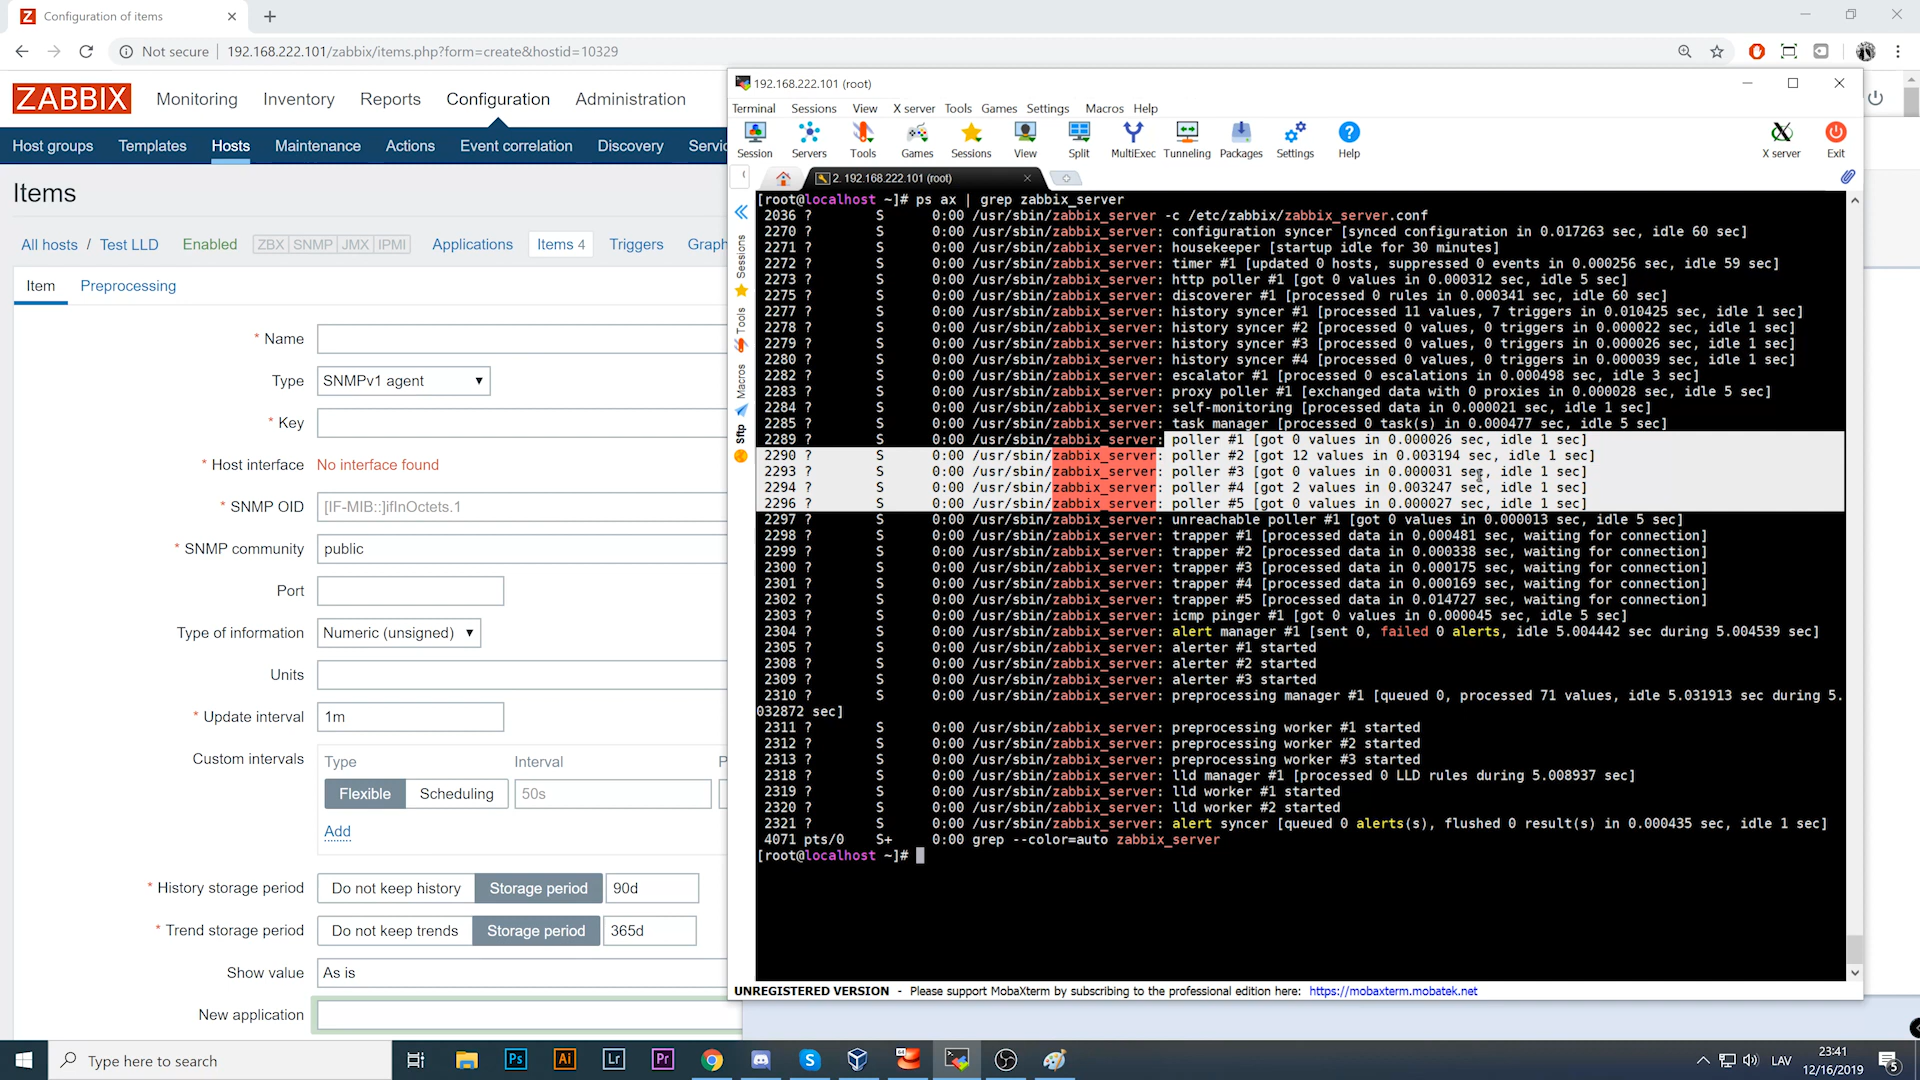 Configuration of items
Not secure
192.168.222.101/zabbix/items.php?form=create&hostid=10329
ZABBIX
Monitoring
Inventory
Reports
Configuration
Administration
Host groups
Templates
Hosts
Maintenance
Actions
Event correlation
Discovery
Servic
Items
All hosts / Test LLD
Enabled
ZBX SNMP JMX IPMI
Applications
Items 4
Triggers
Graph
Item
Preprocessing
* Name
Type
SNMPv1 agent
* Key
* Host interface
No interface found
* SNMP OID
[IF-MIB::]ifInOctets.1
* SNMP community
public
Port
Type of information
Numeric (unsigned)
Units
* Update interval
1m
Custom intervals
Type
Interval
P
Flexible
Scheduling
50s
Add
* History storage period
Do not keep history
Storage period
90d
* Trend storage period
Do not keep trends
Storage period
365d
Show value
As is
New application
192.168.222.101 (root)
Terminal Sessions View X server Tools Games Settings Macros Help
Session Servers Tools Games Sessions View Split MultiExec Tunneling Packages Settings Help
X server Exit
2. 192.168.222.101 (root)
Sessions
Tools
Macros
Sftp
[root@localhost ~]# ps ax | grep zabbix_server
2036 ? S 0:00 /usr/sbin/zabbix_server -c /etc/zabbix/zabbix_server.conf
2270 ? S 0:00 /usr/sbin/zabbix_server: configuration syncer [synced configuration in 0.017263 sec, idle 60 sec]
2271 ? S 0:00 /usr/sbin/zabbix_server: housekeeper [startup idle for 30 minutes]
2272 ? S 0:00 /usr/sbin/zabbix_server: timer #1 [updated 0 hosts, suppressed 0 events in 0.000256 sec, idle 59 sec]
2273 ? S 0:00 /usr/sbin/zabbix_server: http poller #1 [got 0 values in 0.000312 sec, idle 5 sec]
2275 ? S 0:00 /usr/sbin/zabbix_server: discoverer #1 [processed 0 rules in 0.000341 sec, idle 60 sec]
2277 ? S 0:00 /usr/sbin/zabbix_server: history syncer #1 [processed 11 values, 7 triggers in 0.010425 sec, idle 1 sec]
2278 ? S 0:00 /usr/sbin/zabbix_server: history syncer #2 [processed 0 values, 0 triggers in 0.000022 sec, idle 1 sec]
2279 ? S 0:00 /usr/sbin/zabbix_server: history syncer #3 [processed 0 values, 0 triggers in 0.000026 sec, idle 1 sec]
2280 ? S 0:00 /usr/sbin/zabbix_server: history syncer #4 [processed 0 values, 0 triggers in 0.000039 sec, idle 1 sec]
2282 ? S 0:00 /usr/sbin/zabbix_server: escalator #1 [processed 0 escalations in 0.000498 sec, idle 3 sec]
2283 ? S 0:00 /usr/sbin/zabbix_server: proxy poller #1 [exchanged data with 0 proxies in 0.000028 sec, idle 5 sec]
2284 ? S 0:00 /usr/sbin/zabbix_server: self-monitoring [processed data in 0.000021 sec, idle 1 sec]
2285 ? S 0:00 /usr/sbin/zabbix_server: task manager [processed 0 task(s) in 0.000477 sec, idle 5 sec]
2289 ? S 0:00 /usr/sbin/zabbix_server: poller #1 [got 0 values in 0.000026 sec, idle 1 sec]
2290 ? S 0:00 /usr/sbin/zabbix_server: poller #2 [got 12 values in 0.003194 sec, idle 1 sec]
2293 ? S 0:00 /usr/sbin/zabbix_server: poller #3 [got 0 values in 0.000031 sec, idle 1 sec]
2294 ? S 0:00 /usr/sbin/zabbix_server: poller #4 [got 2 values in 0.003247 sec, idle 1 sec]
2296 ? S 0:00 /usr/sbin/zabbix_server: poller #5 [got 0 values in 0.000027 sec, idle 1 sec]
2297 ? S 0:00 /usr/sbin/zabbix_server: unreachable poller #1 [got 0 values in 0.000013 sec, idle 5 sec]
2298 ? S 0:00 /usr/sbin/zabbix_server: trapper #1 [processed data in 0.000481 sec, waiting for connection]
2299 ? S 0:00 /usr/sbin/zabbix_server: trapper #2 [processed data in 0.000338 sec, waiting for connection]
2300 ? S 0:00 /usr/sbin/zabbix_server: trapper #3 [processed data in 0.000175 sec, waiting for connection]
2301 ? S 0:00 /usr/sbin/zabbix_server: trapper #4 [processed data in 0.000169 sec, waiting for connection]
2302 ? S 0:00 /usr/sbin/zabbix_server: trapper #5 [processed data in 0.014727 sec, waiting for connection]
2303 ? S 0:00 /usr/sbin/zabbix_server: icmp pinger #1 [got 0 values in 0.000045 sec, idle 5 sec]
2304 ? S 0:00 /usr/sbin/zabbix_server: alert manager #1 [sent 0, failed 0 alerts, idle 5.004442 sec during 5.004539 sec]
2305 ? S 0:00 /usr/sbin/zabbix_server: alerter #1 started
2308 ? S 0:00 /usr/sbin/zabbix_server: alerter #2 started
2309 ? S 0:00 /usr/sbin/zabbix_server: alerter #3 started
2310 ? S 0:00 /usr/sbin/zabbix_server: preprocessing manager #1 [queued 0, processed 71 values, idle 5.031913 sec during 5.
032872 sec]
2311 ? S 0:00 /usr/sbin/zabbix_server: preprocessing worker #1 started
2312 ? S 0:00 /usr/sbin/zabbix_server: preprocessing worker #2 started
2313 ? S 0:00 /usr/sbin/zabbix_server: preprocessing worker #3 started
2318 ? S 0:00 /usr/sbin/zabbix_server: lld manager #1 [processed 0 LLD rules during 5.008937 sec]
2319 ? S 0:00 /usr/sbin/zabbix_server: lld worker #1 started
2320 ? S 0:00 /usr/sbin/zabbix_server: lld worker #2 started
2321 ? S 0:00 /usr/sbin/zabbix_server: alert syncer [queued 0 alerts(s), flushed 0 result(s) in 0.000435 sec, idle 1 sec]
4071 pts/0 S+ 0:00 grep --color=auto zabbix_server
[root@localhost ~]#
UNREGISTERED VERSION - Please support MobaXterm by subscribing to the professional edition here: https://mobaxterm.mobatek.net
Type here to search
Ps
Ai
Lr
Pr
64
LAV
23:41
12/16/2019
5